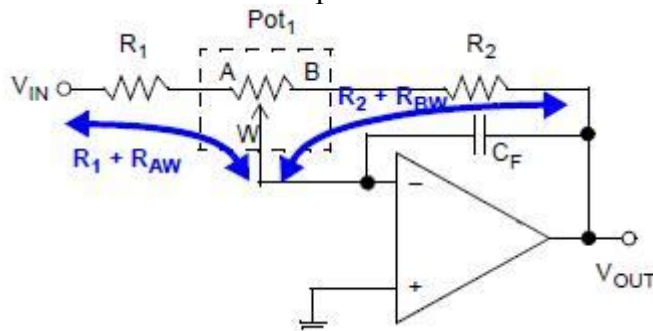 Pot1
R1
R2
VIN
A
B
W
R2 + RBW
R1 + RAW
CF
−
+
VOUT